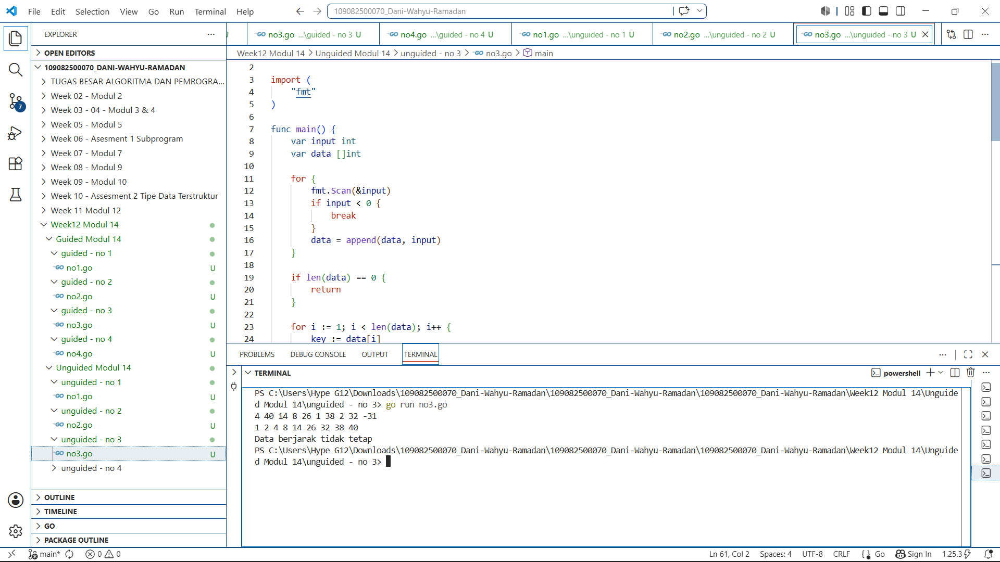 File Edit Selection View Go Run Terminal Help
109082500070_Dani-Wahyu-Ramadan
EXPLORER
no3.go ...\guided - no 3 U
no4.go ...\guided - no 4 U
no1.go ...\unguided - no 1 U
no2.go ...\unguided - no 2 U
no3.go ...\unguided - no 3 U
Week12 Modul 14 > Unguided Modul 14 > unguided - no 3 > no3.go > main
OPEN EDITORS
109082500070_DANI-WAHYU-RAMADAN
TUGAS BESAR ALGORITMA DAN PEMROGRA...
Week 02 - Modul 2
Week 03 - 04 - Modul 3 & 4
Week 05 - Modul 5
Week 06 - Asesment 1 Subprogram
Week 07 - Modul 7
Week 08 - Modul 9
Week 09 - Modul 10
Week 10 - Assesment 2 Tipe Data Terstruktur
Week 11 Modul 12
Week12 Modul 14
Guided Modul 14
guided - no 1
no1.go U
guided - no 2
no2.go U
guided - no 3
no3.go U
guided - no 4
no4.go U
Unguided Modul 14
unguided - no 1
no1.go U
unguided - no 2
no2.go U
unguided - no 3
no3.go U
unguided - no 4
OUTLINE
TIMELINE
GO
PACKAGE OUTLINE
7
2
3 import (
4 "fmt"
5 )
6
7 func main() {
8 var input int
9 var data []int
10
11 for {
12 fmt.Scan(&input)
13 if input < 0 {
14 break
15 }
16 data = append(data, input)
17 }
18
19 if len(data) == 0 {
20 return
21 }
22
23 for i := 1; i < len(data); i++ {
24 key := data[i]
PROBLEMS DEBUG CONSOLE OUTPUT TERMINAL
TERMINAL
powershell
PS C:\Users\Hype G12\Downloads\109082500070_Dani-Wahyu-Ramadan\109082500070_Dani-Wahyu-Ramadan\109082500070_Dani-Wahyu-Ramadan\Week12 Modul 14\Unguide
d Modul 14\unguided - no 3> go run no3.go
4 40 14 8 26 1 38 2 32 -31
1 2 4 8 14 26 32 38 40
Data berjarak tidak tetap
PS C:\Users\Hype G12\Downloads\109082500070_Dani-Wahyu-Ramadan\109082500070_Dani-Wahyu-Ramadan\109082500070_Dani-Wahyu-Ramadan\Week12 Modul 14\Unguide
d Modul 14\unguided - no 3>
main* 0 0
Ln 61, Col 2 Spaces: 4 UTF-8 CRLF { } Go Sign In 1.25.3